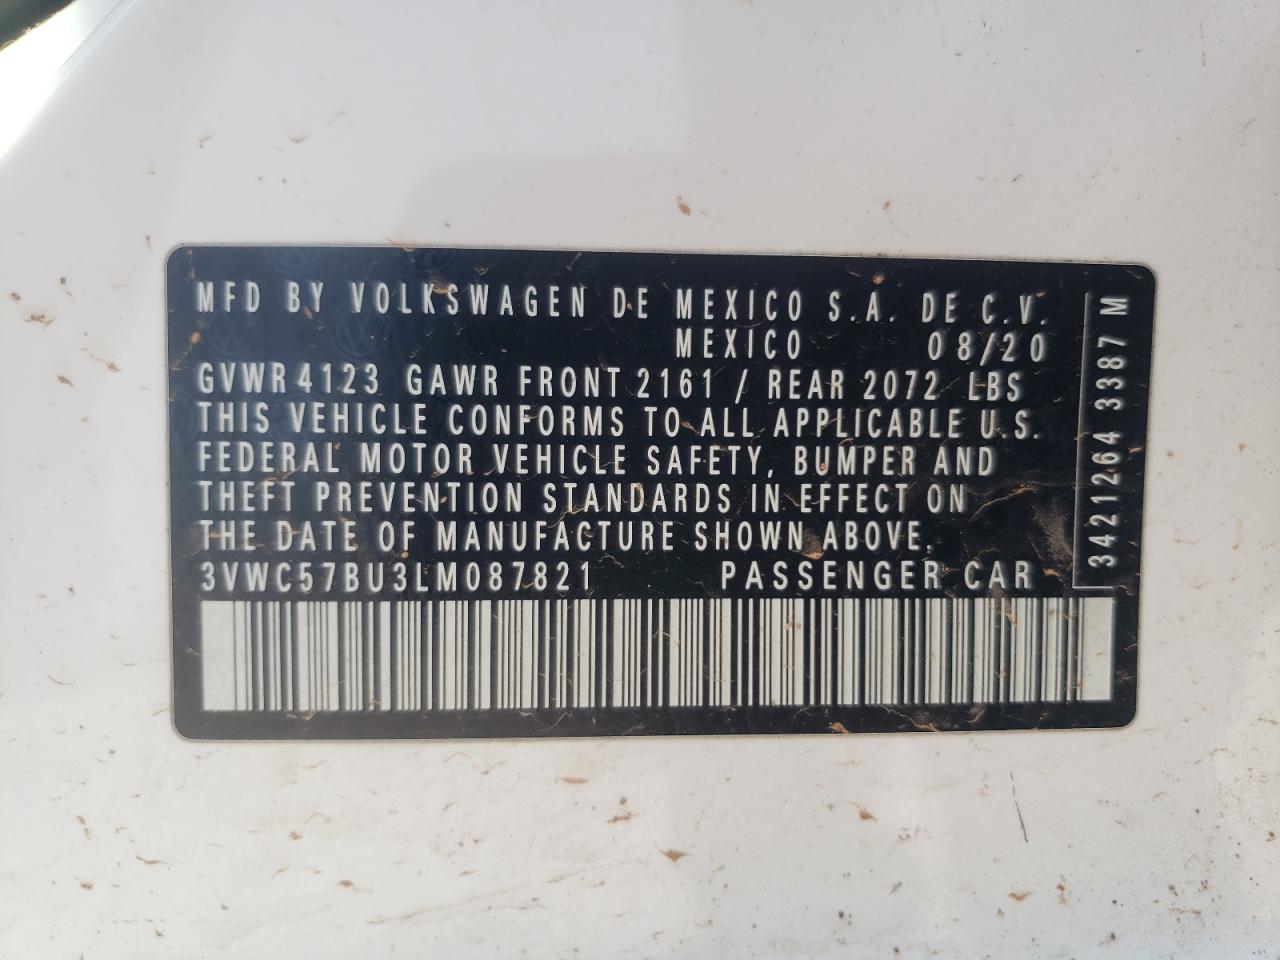 MFD BY VOLKSWAGEN DE MEXICO S.A. DE C.V.
MEXICO 08/20
GVWR 4123 GAWR FRONT 2161 / REAR 2072 LBS
THIS VEHICLE CONFORMS TO ALL APPLICABLE U.S.
FEDERAL MOTOR VEHICLE SAFETY, BUMPER AND
THEFT PREVENTION STANDARDS IN EFFECT ON
THE DATE OF MANUFACTURE SHOWN ABOVE.
3VWC57BU3LM087821 PASSENGER CAR
3421264 3387 M